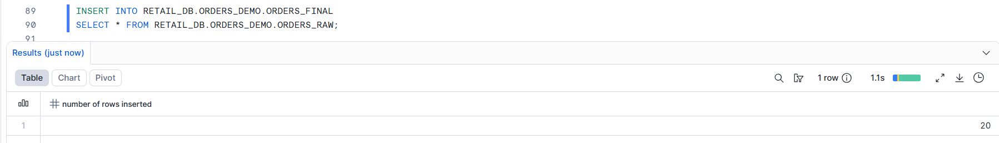 89 INSERT INTO RETAIL_DB.ORDERS_DEMO.ORDERS_FINAL
90 SELECT * FROM RETAIL_DB.ORDERS_DEMO.ORDERS_RAW;
91
Results (just now)
Table Chart Pivot 1 row 1.1s
number of rows inserted
1 20